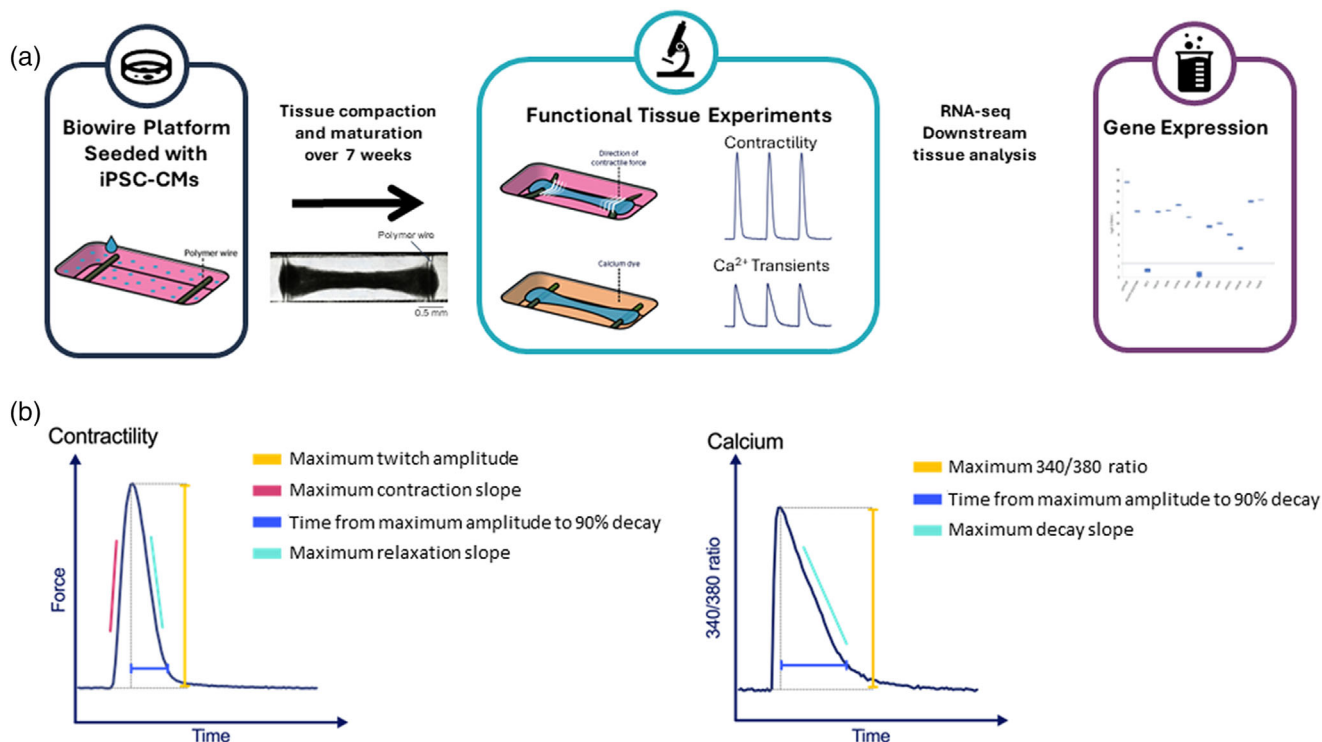 (a)
Biowire Platform
Seeded with
iPSC-CMs
Polymer wire
Tissue compaction
and maturation
over 7 weeks
Polymer wire
0.5 mm
Functional Tissue Experiments
Direction of
contractile force
Contractility
Calcium dye
Ca²⁺ Transients
RNA-seq
Downstream
tissue analysis
Gene Expression
(b)
Contractility
Force
Time
Maximum twitch amplitude
Maximum contraction slope
Time from maximum amplitude to 90% decay
Maximum relaxation slope
Calcium
340/380 ratio
Time
Maximum 340/380 ratio
Time from maximum amplitude to 90% decay
Maximum decay slope